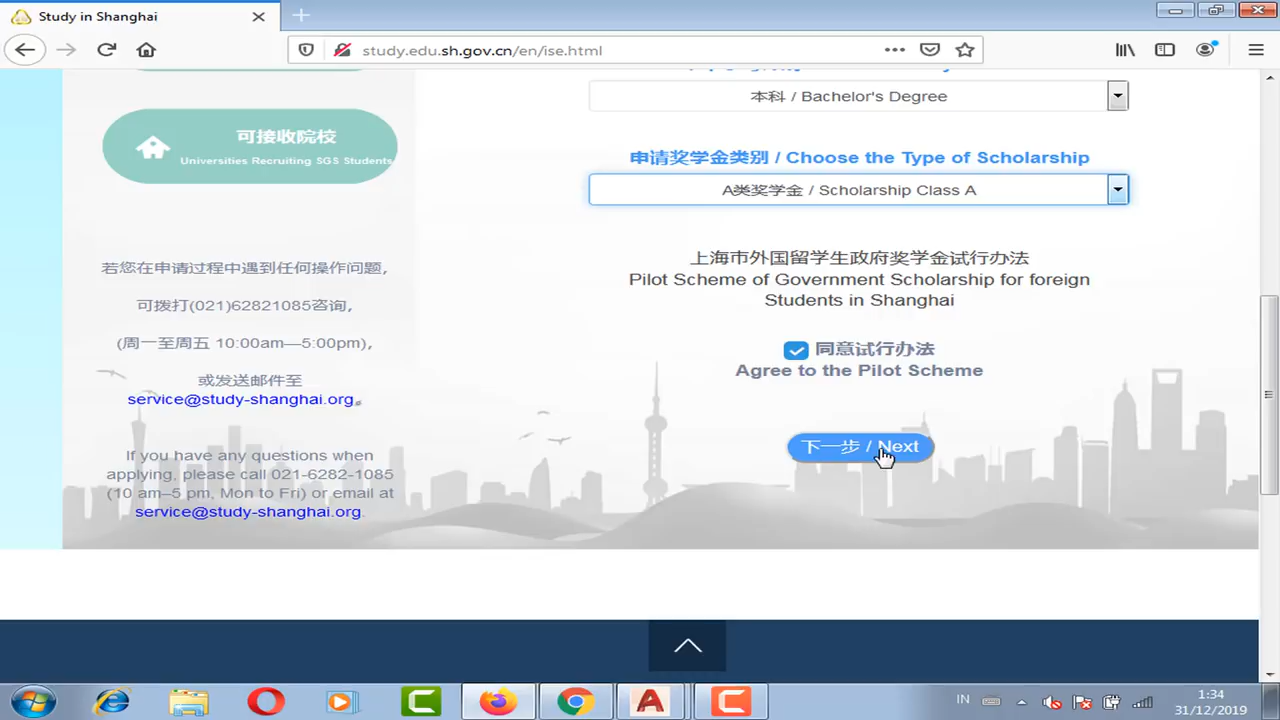 Study in Shanghai
study.edu.sh.gov.cn/en/ise.html
本科 / Bachelor's Degree
可接收院校
Universities Recruiting SGS Students
申请奖学金类别 / Choose the Type of Scholarship
A类奖学金 / Scholarship Class A
上海市外国留学生政府奖学金试行办法
Pilot Scheme of Government Scholarship for foreign
Students in Shanghai
同意试行办法
Agree to the Pilot Scheme
下一步 / Next
若您在申请过程中遇到任何操作问题,
可拨打(021)62821085咨询,
(周一至周五 10:00am—5:00pm),
或发送邮件至
service@study-shanghai.org。
If you have any questions when
applying, please call 021-6282-1085
(10 am–5 pm, Mon to Fri) or email at
service@study-shanghai.org.
IN
1:34
31/12/2019